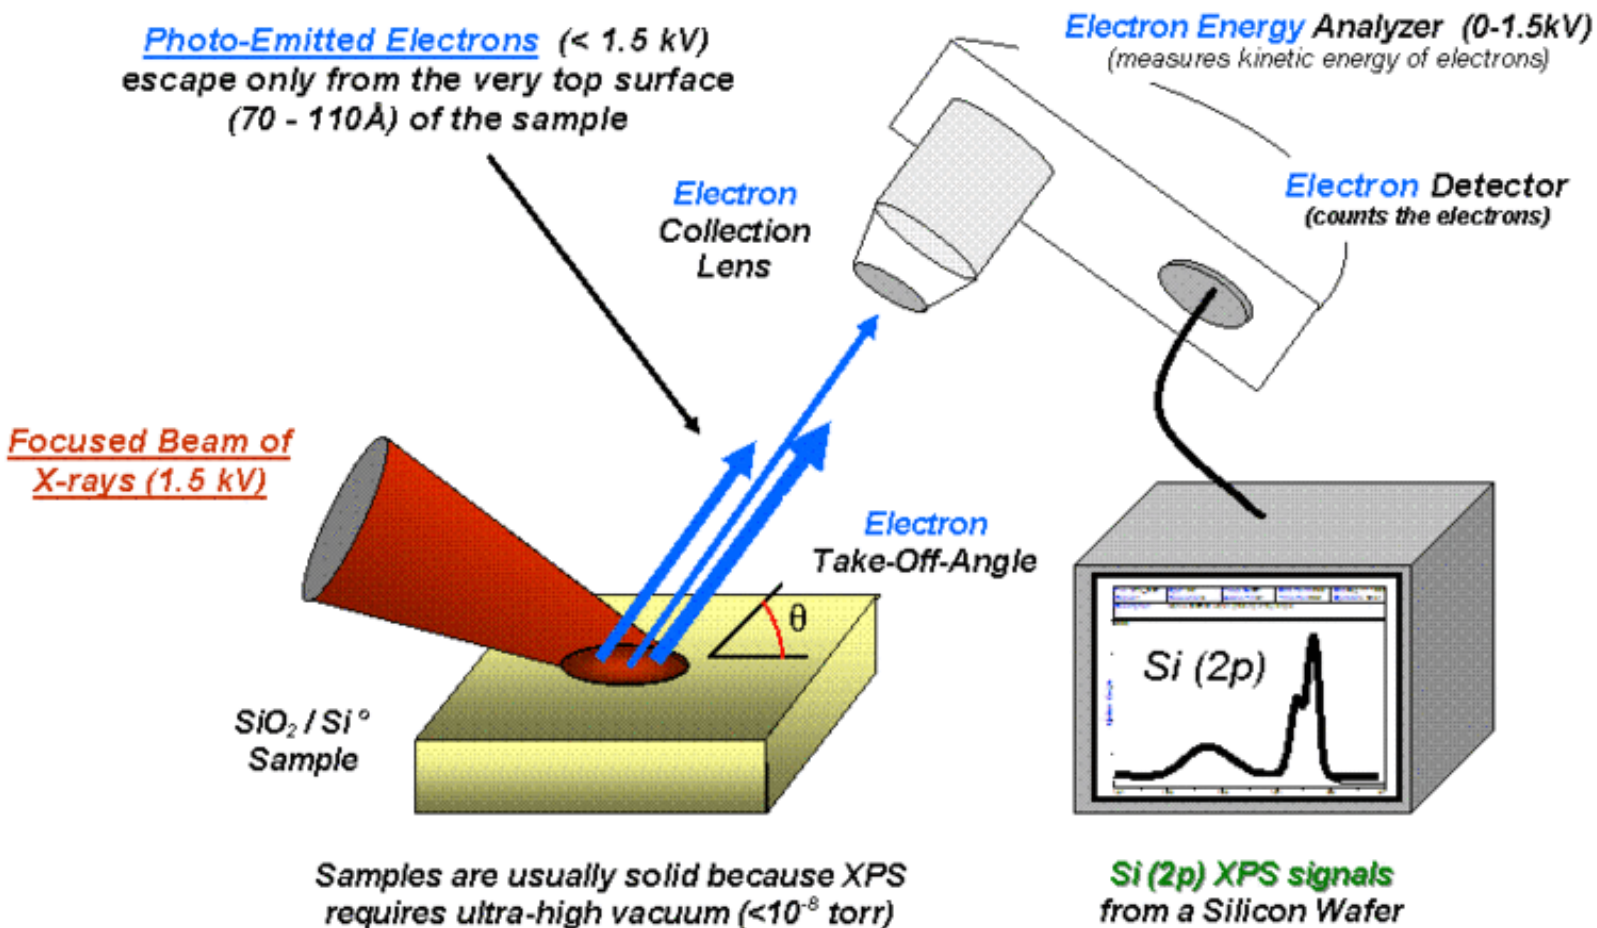 Photo-Emitted Electrons (< 1.5 kV)
escape only from the very top surface
(70 - 110Å) of the sample
Electron Energy Analyzer (0-1.5kV)
(measures kinetic energy of electrons)
Electron
Collection
Lens
Electron Detector
(counts the electrons)
Focused Beam of
X-rays (1.5 kV)
Electron
Take-Off-Angle
θ
Si (2p)
SiO₂ / Si°
Sample
Samples are usually solid because XPS
requires ultra-high vacuum (<10⁻⁸ torr)
Si (2p) XPS signals
from a Silicon Wafer